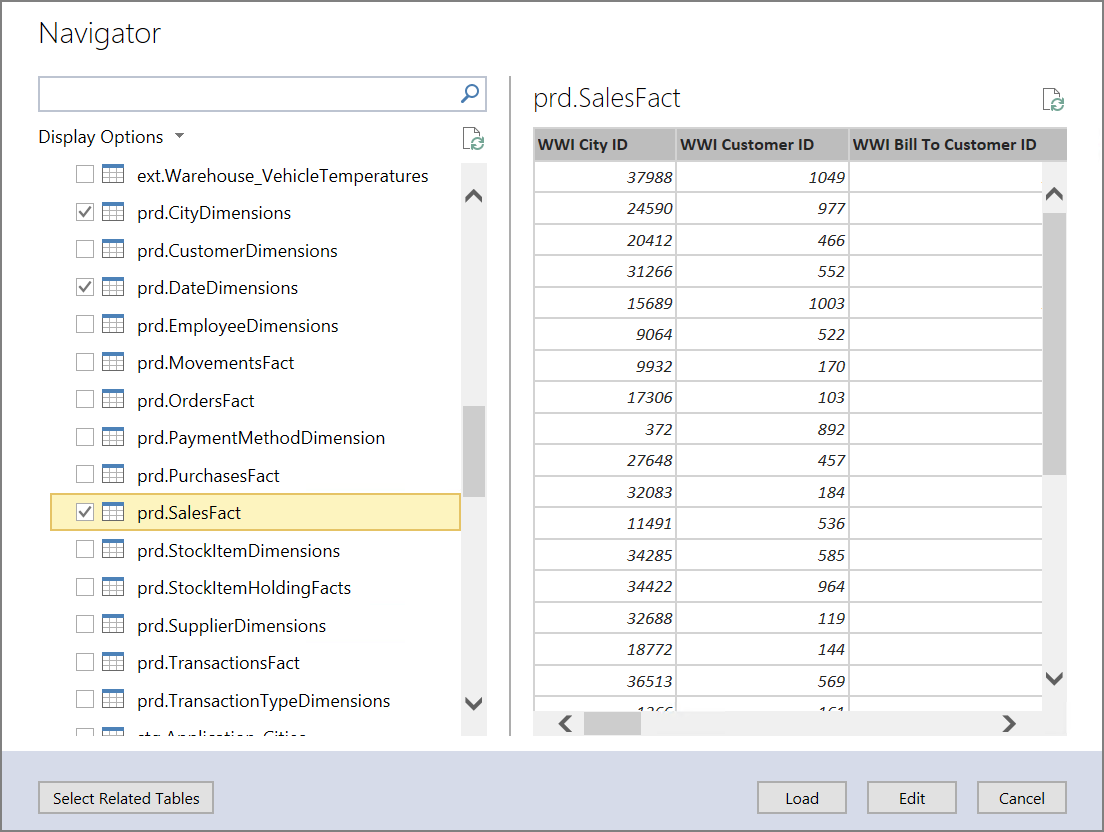 Navigator
Display Options
ext.Warehouse_VehicleTemperatures
prd.CityDimensions
prd.CustomerDimensions
prd.DateDimensions
prd.EmployeeDimensions
prd.MovementsFact
prd.OrdersFact
prd.PaymentMethodDimension
prd.PurchasesFact
prd.SalesFact
prd.StockItemDimensions
prd.StockItemHoldingFacts
prd.SupplierDimensions
prd.TransactionsFact
prd.TransactionTypeDimensions
prd.SalesFact
WWI City ID WWI Customer ID WWI Bill To Customer ID
37988 1049
24590 977
20412 466
31266 552
15689 1003
9064 522
9932 170
17306 103
372 892
27648 457
32083 184
11491 536
34285 585
34422 964
32688 119
18772 144
36513 569
Select Related Tables Load Edit Cancel